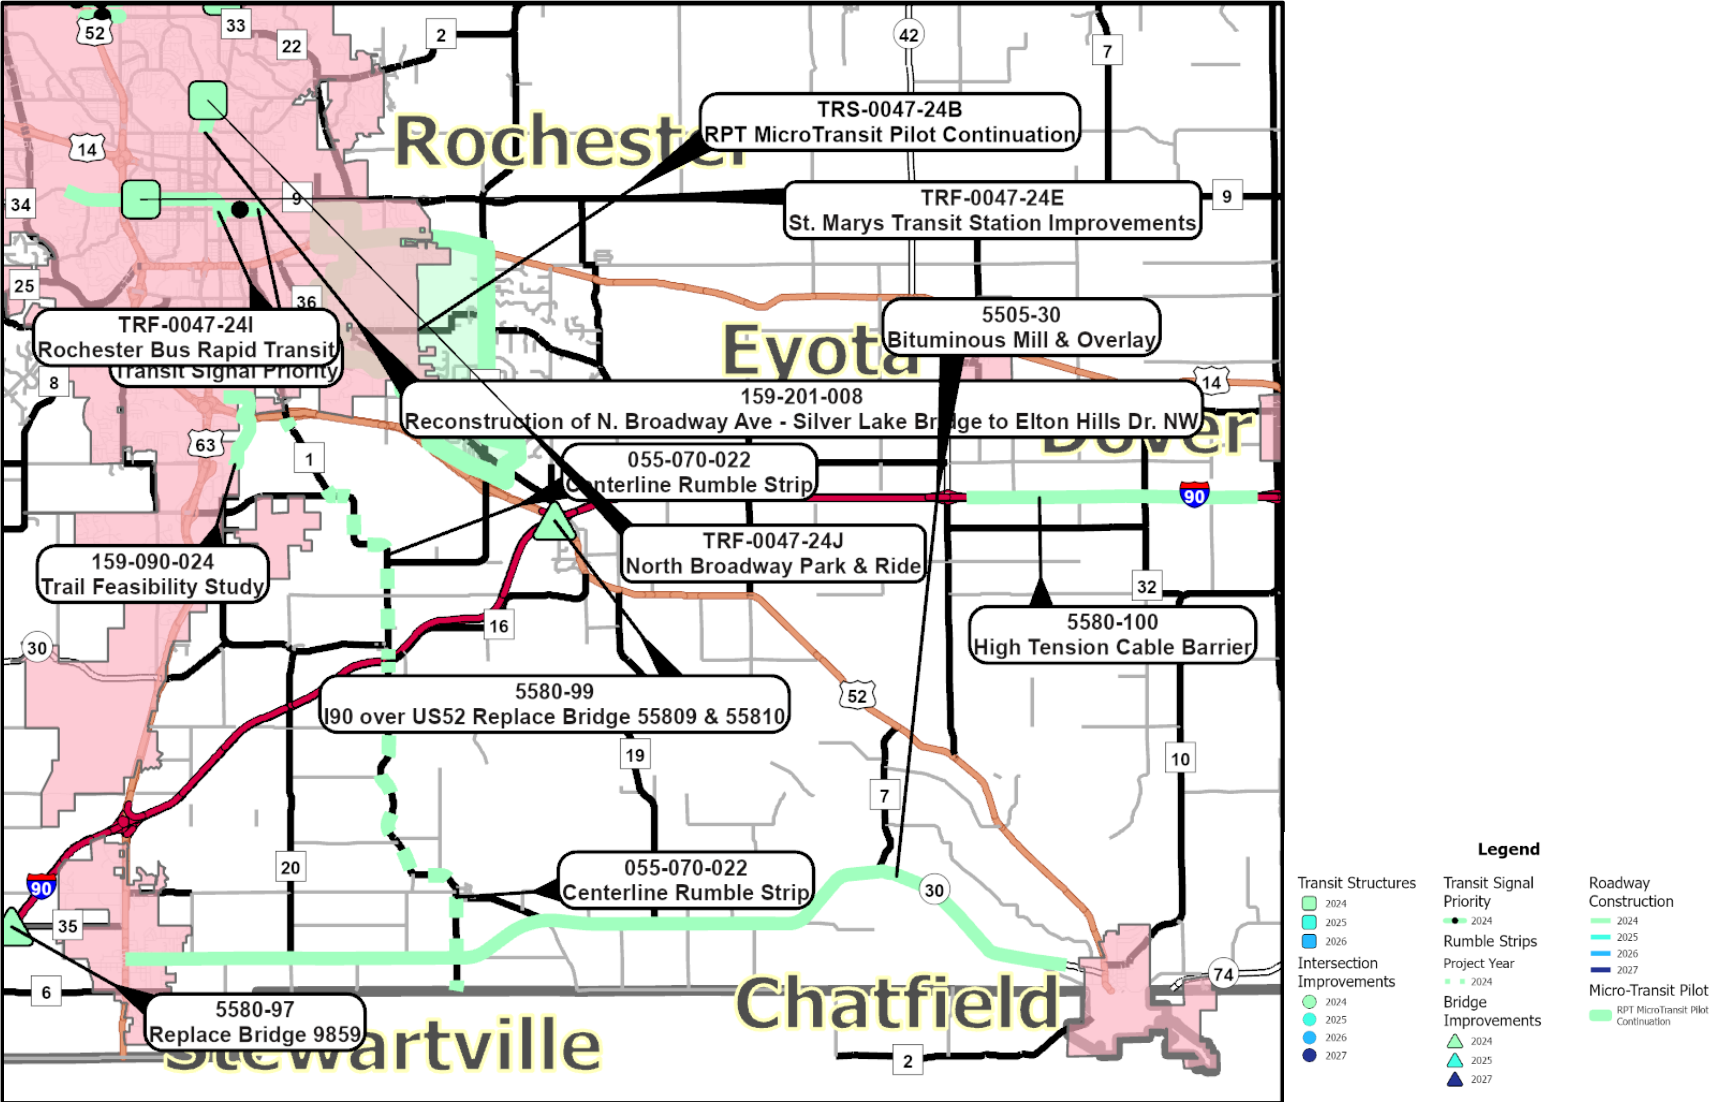 52
33
22
2
42
7
14
34
9
9
25
36
8
63
1
14
90
32
30
16
52
19
7
10
20
90
35
30
6
74
2
Rochester
TRS-0047-24B
RPT MicroTransit Pilot Continuation
TRF-0047-24E
St. Marys Transit Station Improvements
TRF-0047-24I
Rochester Bus Rapid Transit
Transit Signal Priority
5505-30
Bituminous Mill & Overlay
Eyota
159-201-008
Reconstruction of N. Broadway Ave - Silver Lake Bridge to Elton Hills Dr. NW
Dover
055-070-022
Centerline Rumble Strip
TRF-0047-24J
North Broadway Park & Ride
159-090-024
Trail Feasibility Study
5580-100
High Tension Cable Barrier
5580-99
I90 over US52 Replace Bridge 55809 & 55810
055-070-022
Centerline Rumble Strip
Chatfield
5580-97
Replace Bridge 9859
Stewartville
Legend
Transit Structures
2024
2025
2026
Intersection
Improvements
2024
2025
2026
2027
Transit Signal
Priority
2024
Rumble Strips
Project Year
2024
Bridge
Improvements
2024
2025
2027
Roadway
Construction
2024
2025
2026
2027
Micro-Transit Pilot
RPT MicroTransit Pilot
Continuation